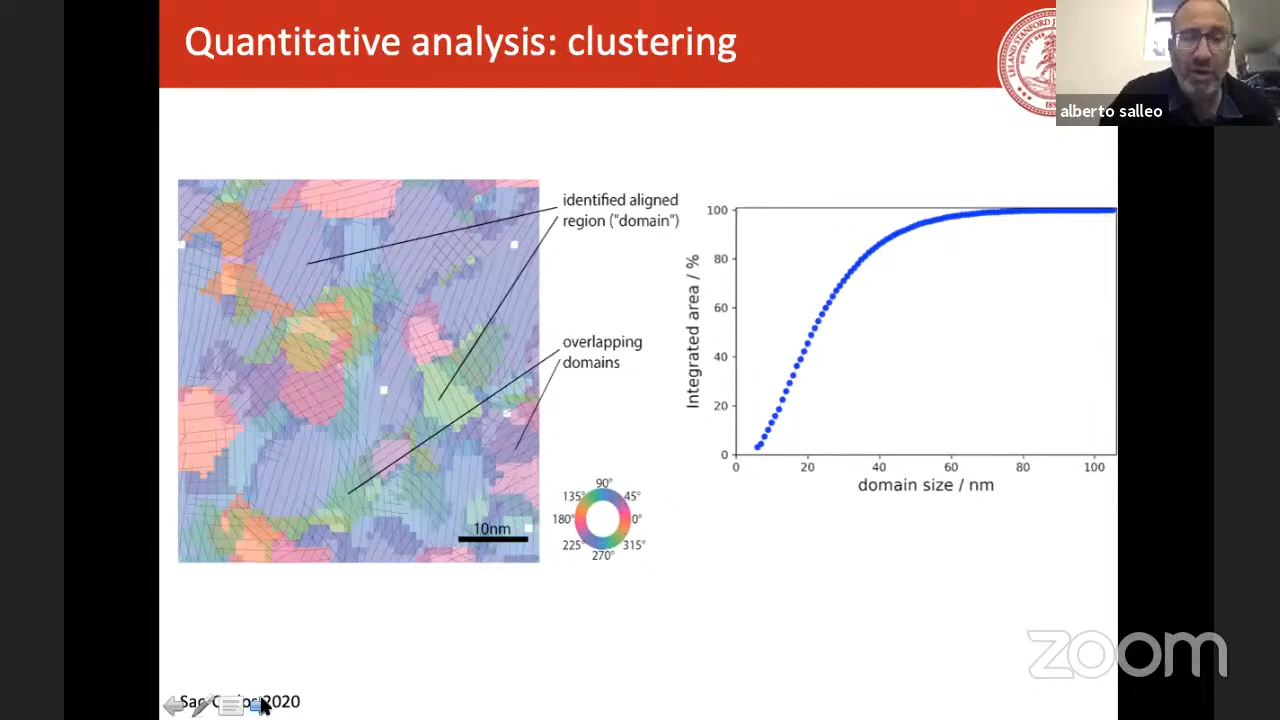 Quantitative analysis: clustering
alberto salleo
identified aligned
region ("domain")
overlapping
domains
10nm
90°
135°
45°
180°
0°
225°
315°
270°
100
80
60
40
20
0
Integrated area / %
0 20 40 60 80 100
domain size / nm
zoom
2020